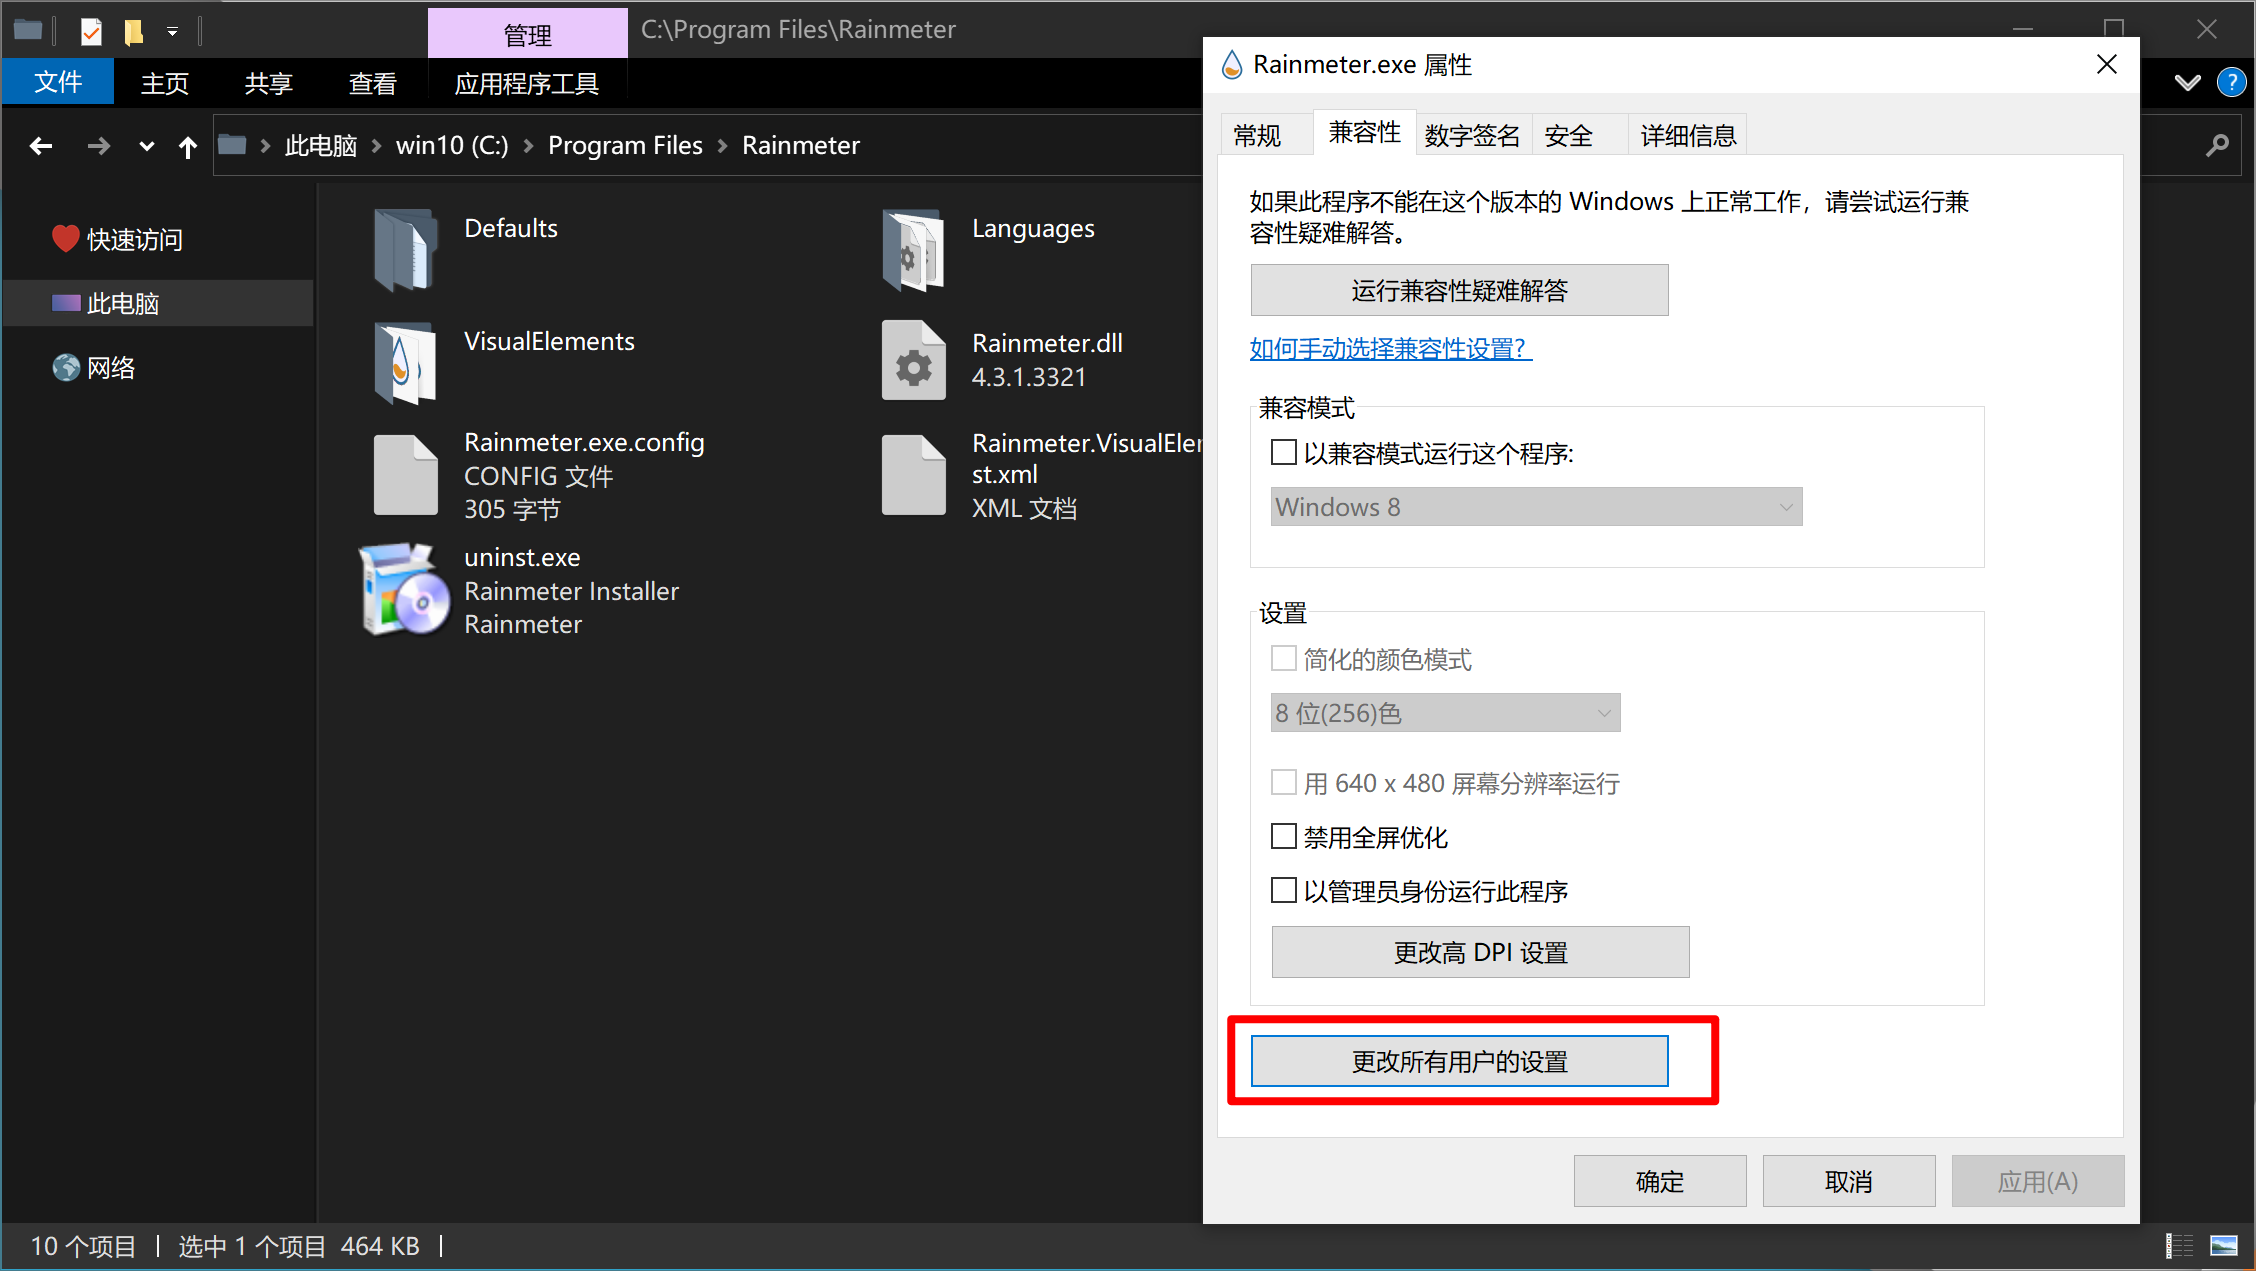 管理
C:\Program Files\Rainmeter
文件
主页
共享
查看
应用程序工具
?
此电脑
win10 (C:)
Program Files
Rainmeter
快速访问
此电脑
网络
Defaults
Languages
VisualElements
Rainmeter.dll
4.3.1.3321
Rainmeter.exe.config
CONFIG 文件
305 字节
Rainmeter.VisualEler
st.xml
XML 文档
uninst.exe
Rainmeter Installer
Rainmeter
10 个项目
选中 1 个项目 464 KB
Rainmeter.exe 属性
常规
兼容性
数字签名
安全
详细信息
如果此程序不能在这个版本的 Windows 上正常工作，请尝试运行兼
容性疑难解答。
运行兼容性疑难解答
如何手动选择兼容性设置?
兼容模式
以兼容模式运行这个程序:
Windows 8
设置
简化的颜色模式
8 位(256)色
用 640 x 480 屏幕分辨率运行
禁用全屏优化
以管理员身份运行此程序
更改高 DPI 设置
更改所有用户的设置
确定
取消
应用(A)